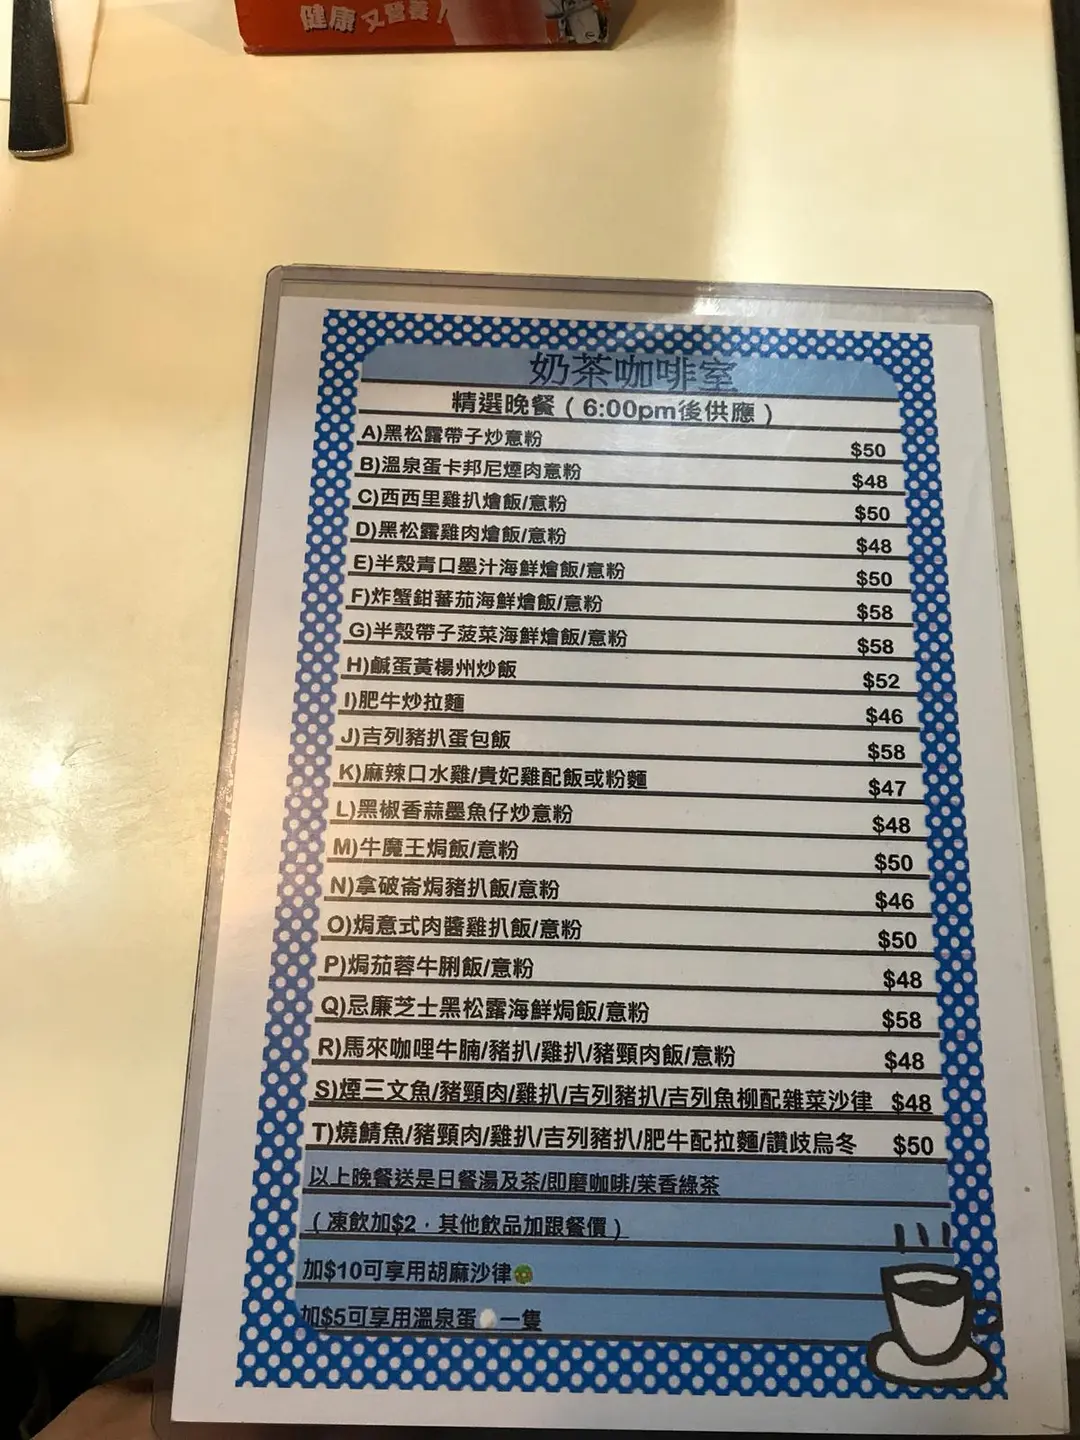 健康又營養！
奶茶咖啡室
精選晚餐（6:00pm後供應）
A)黑松露帶子炒意粉 $50
B)溫泉蛋卡邦尼煙肉意粉 $48
C)西西里雞扒燴飯/意粉 $50
D)黑松露雞肉燴飯/意粉 $48
E)半殼青口墨汁海鮮燴飯/意粉 $50
F)炸蟹鉗蕃茄海鮮燴飯/意粉 $58
G)半殼帶子菠菜海鮮燴飯/意粉 $58
H)鹹蛋黃楊州炒飯 $52
I)肥牛炒拉麵 $46
J)吉列豬扒蛋包飯 $58
K)麻辣口水雞/貴妃雞配飯或粉麵 $47
L)黑椒香蒜墨魚仔炒意粉 $48
M)牛魔王焗飯/意粉 $50
N)拿破崙焗豬扒飯/意粉 $46
O)焗意式肉醬雞扒飯/意粉 $50
P)焗茄蓉牛脷飯/意粉 $48
Q)忌廉芝士黑松露海鮮焗飯/意粉 $58
R)馬來咖哩牛腩/豬扒/雞扒/豬頸肉飯/意粉 $48
S)煙三文魚/豬頸肉/雞扒/吉列豬扒/吉列魚柳配雜菜沙律 $48
T)燒鯖魚/豬頸肉/雞扒/吉列豬扒/肥牛配拉麵/讚歧烏冬 $50
以上晚餐送是日餐湯及茶/即磨咖啡/茉香綠茶
（凍飲加$2，其他飲品加跟餐價）
加$10可享用胡麻沙律
加$5可享用溫泉蛋一隻